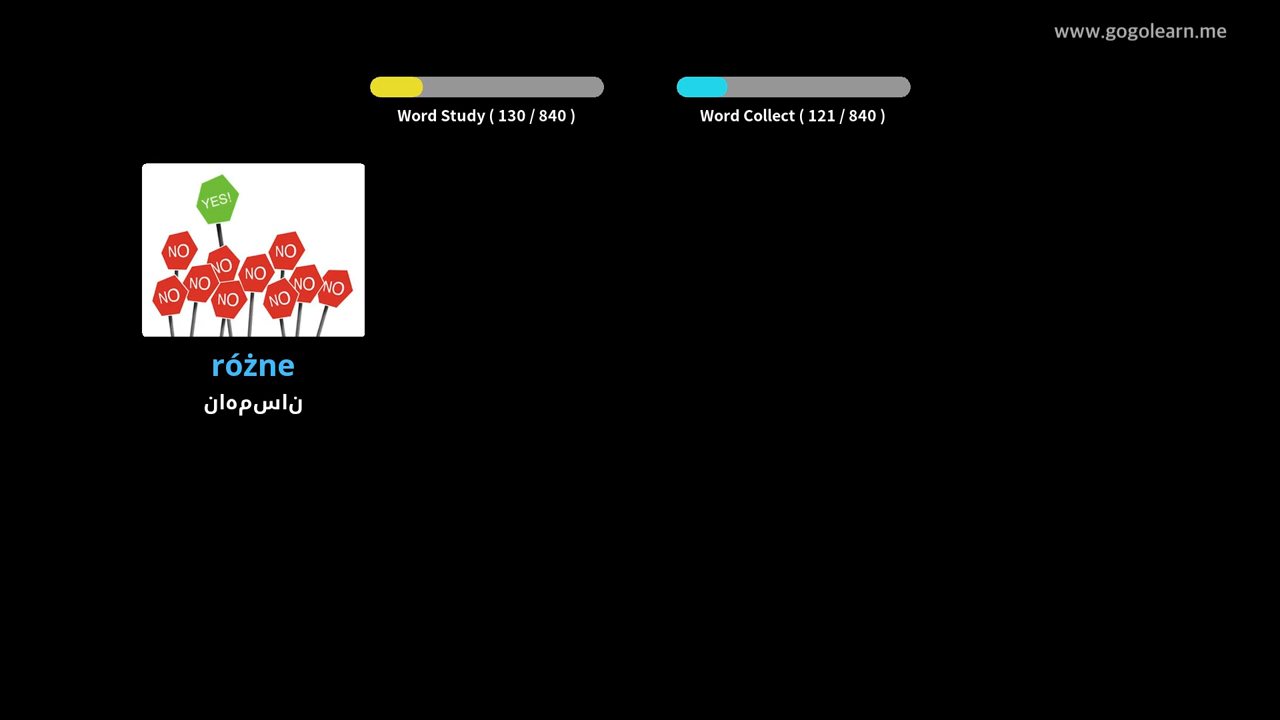 www.gogolearn.me
Word Study ( 130 / 840 )
Word Collect ( 121 / 840 )
YES!
NO
NO
NO
NO
NO
NO
NO
NO
NO
NO
różne
ناهمسان